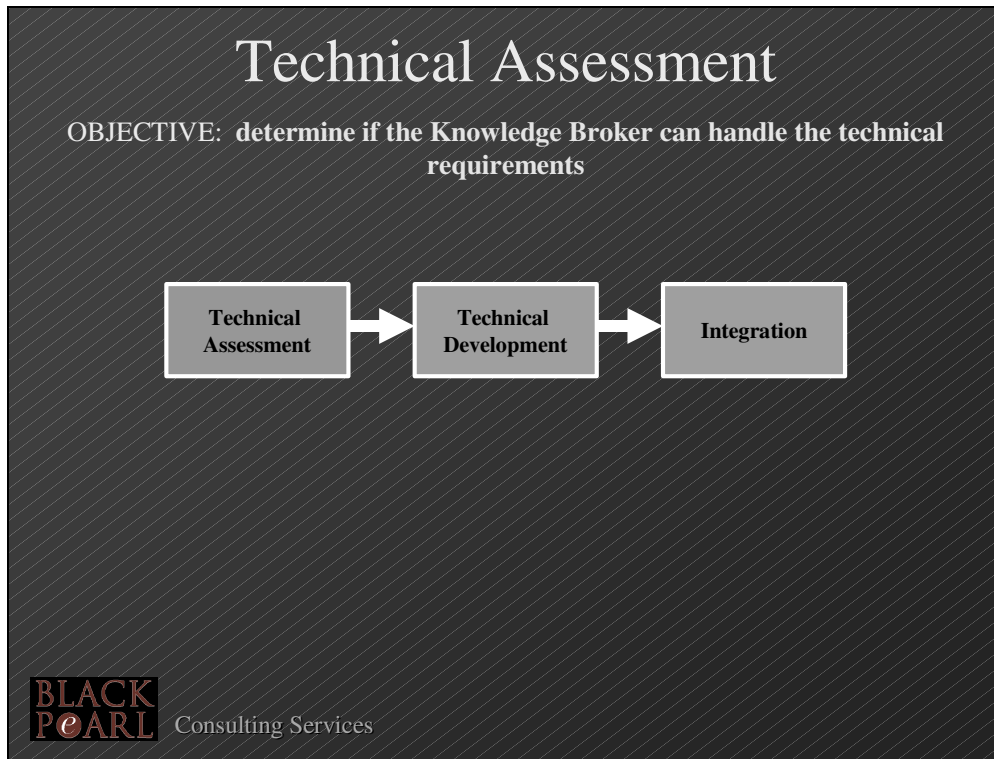 Technical Assessment
OBJECTIVE:  determine if the Knowledge Broker can handle the technical
requirements
Technical
Assessment
Technical
Development
Integration
BLACK
PeARL
Consulting Services